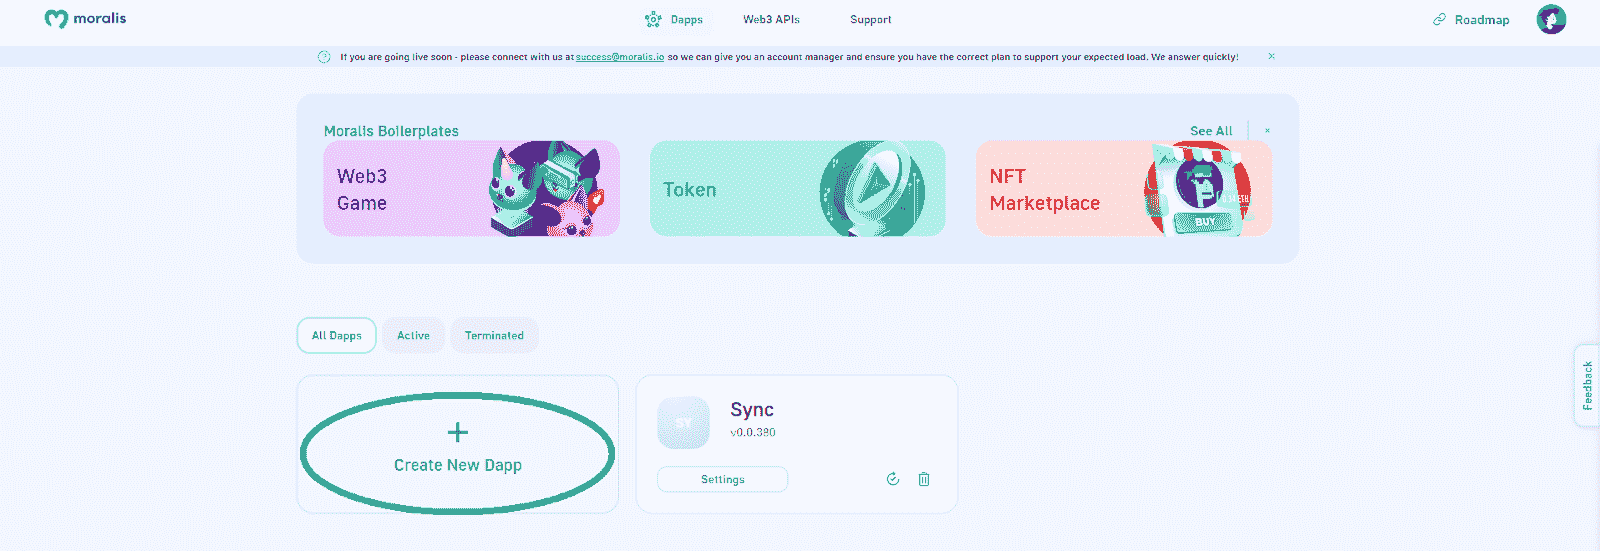 moralis
Dapps
Web3 APIs
Support
Roadmap
If you are going live soon - please connect with us at success@moralis.io so we can give you an account manager and ensure you have the correct plan to support your expected load. We answer quickly!
Moralis Boilerplates
See All
Web3
Game
Token
NFT
Marketplace
BUY
All Dapps
Active
Terminated
Feedback
Create New Dapp
SY
Sync
v0.0.380
Settings